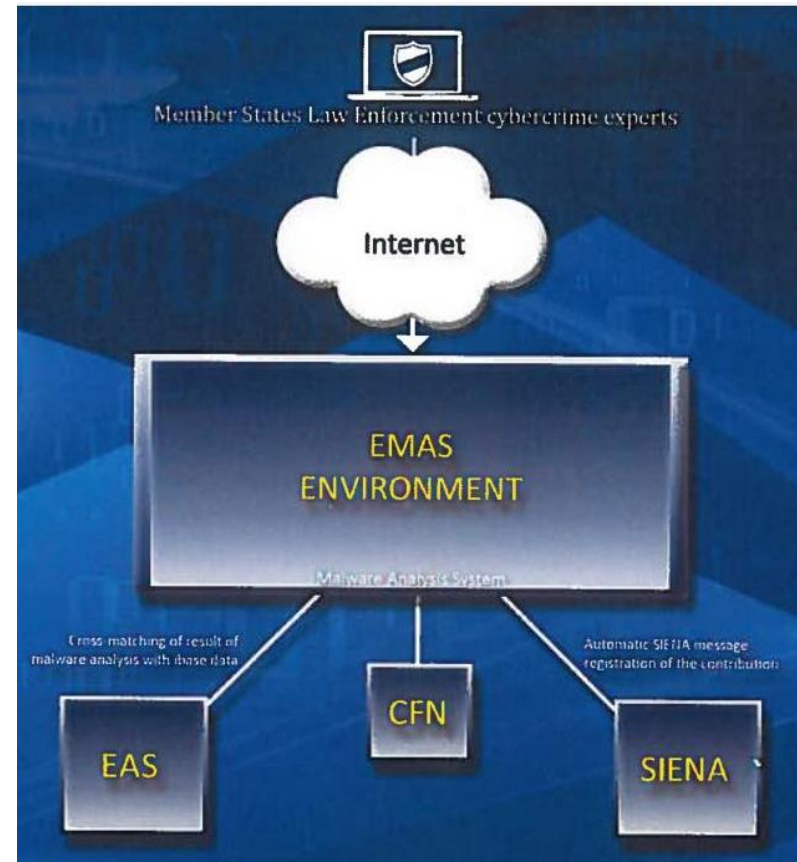 Member States Law Enforcement cybercrime experts
Internet
EMAS
ENVIRONMENT
Malware Analysis System
Cross-matching of result of
malware analysis with ibase data
Automatic SIENA message
registration of the contribution
CFN
EAS
SIENA